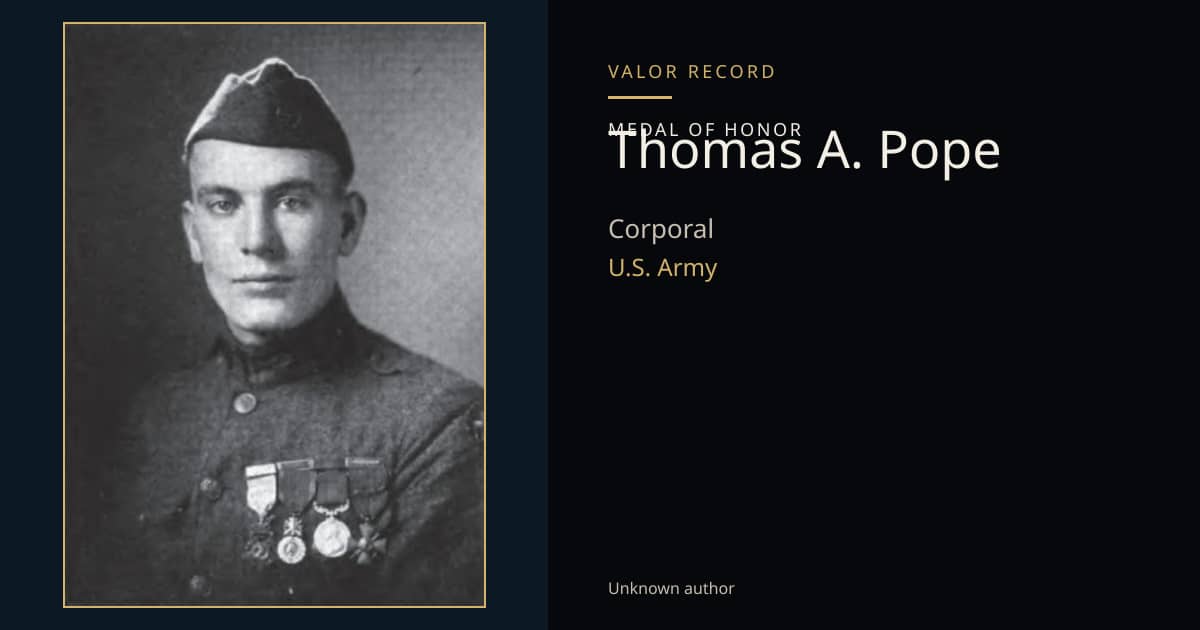 VALOR RECORD
MEDAL OF HONOR
Thomas A. Pope
Corporal
U.S. Army
Unknown author